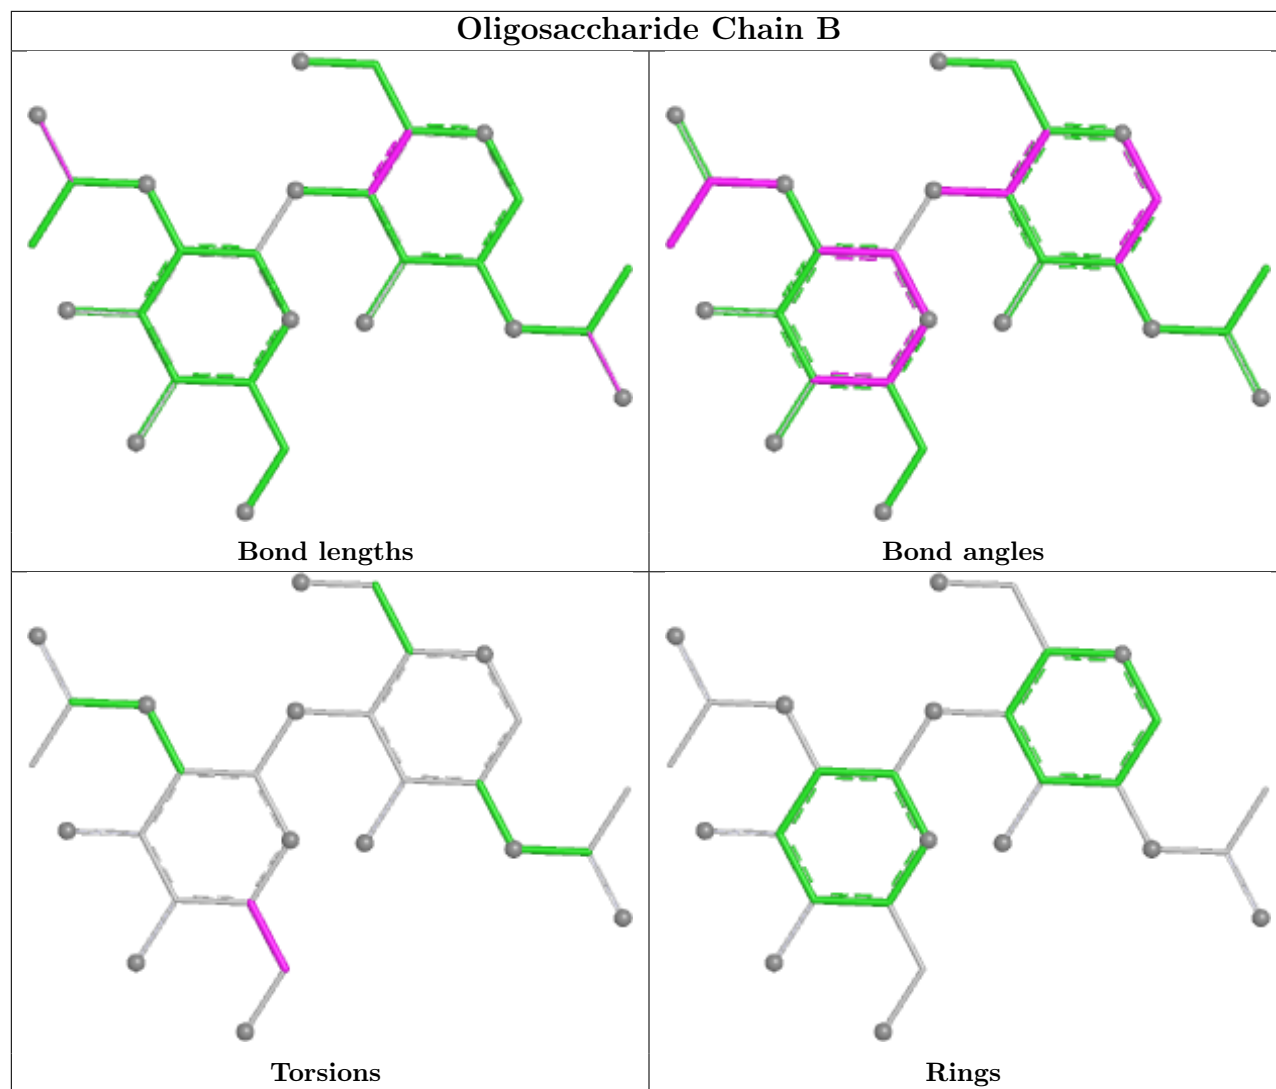 Oligosaccharide Chain B
Bond lengths
Bond angles
Torsions
Rings